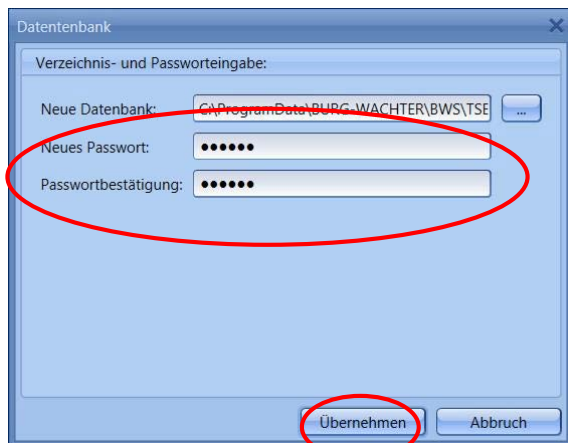 Datentenbank
Verzeichnis- und Passworteingabe:
Neue Datenbank: C:\ProgramData\BURG-WACHTER\BWS\TSE ...
Neues Passwort: ●●●●●●
Passwortbestätigung: ●●●●●●
Übernehmen Abbruch